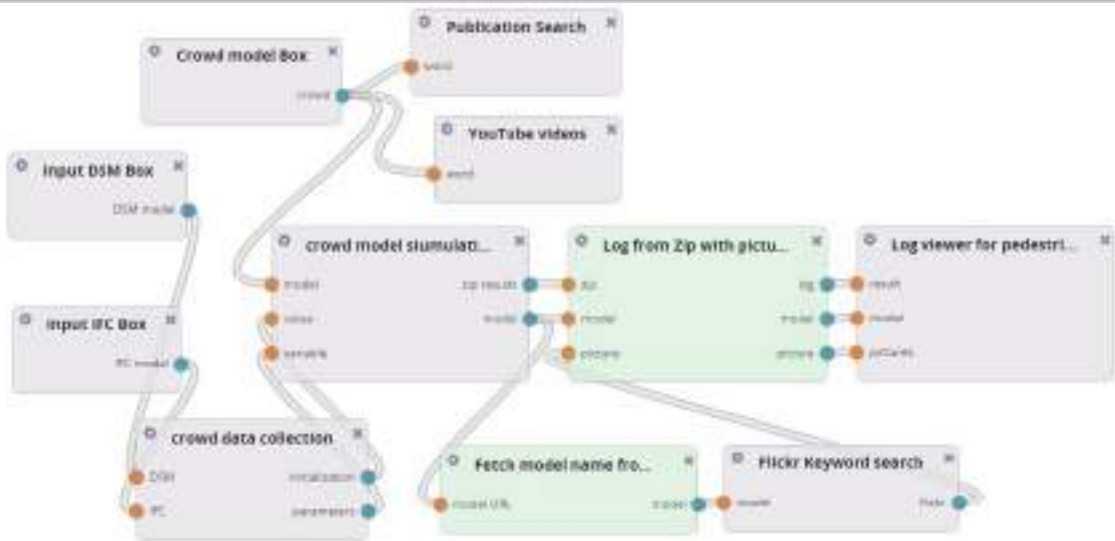 Publication Search
word
Crowd model Box
crowd
YouTube videos
word
input DSM Box
DSM model
crowd model siumulati...
model
zip results
model
variable
Log from Zip with pictu...
zip
log
model
model
picture
picture
Log viewer for pedestri...
result
model
pictures
input IFC Box
IFC model
crowd data collection
DSM
initialization
IFC
parameters
Fetch model name fro...
model URL
model
Flickr Keyword search
model